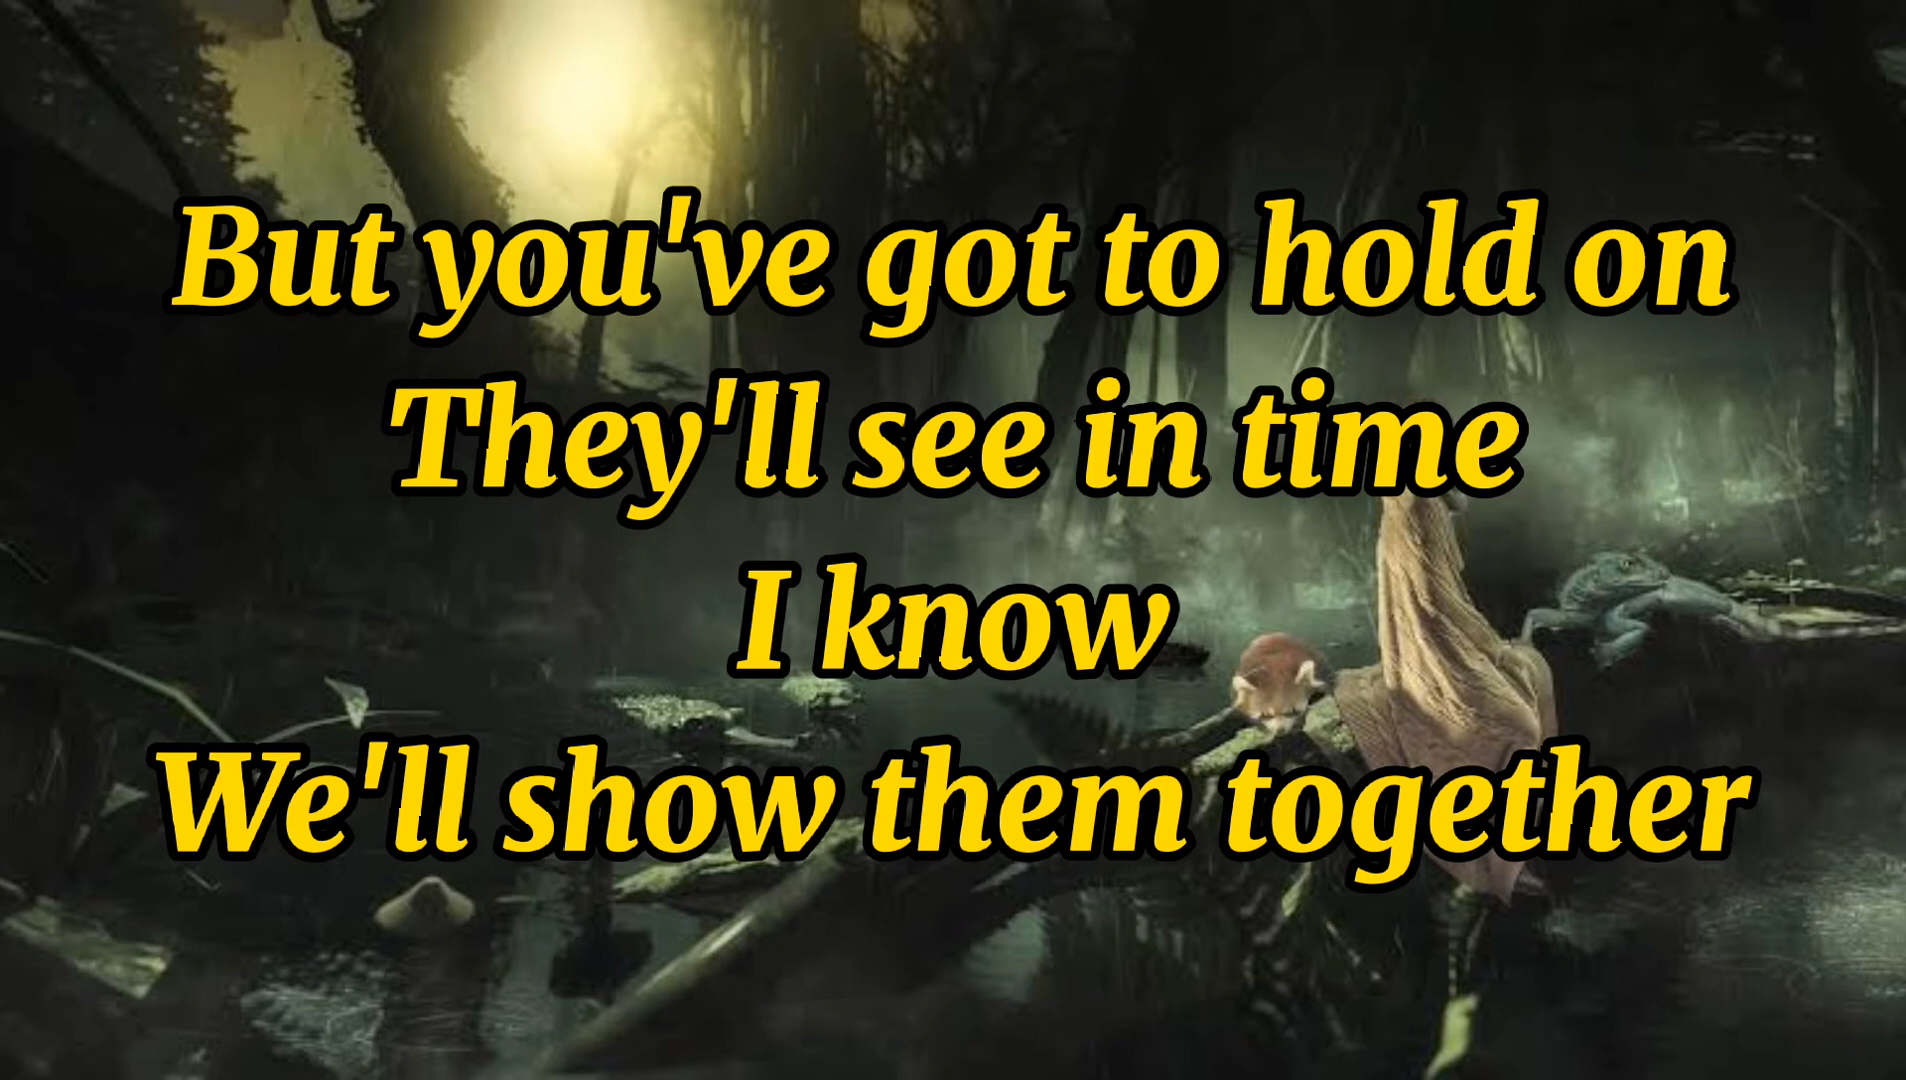 But you've got to hold on
They'll see in time
I know
We'll show them together